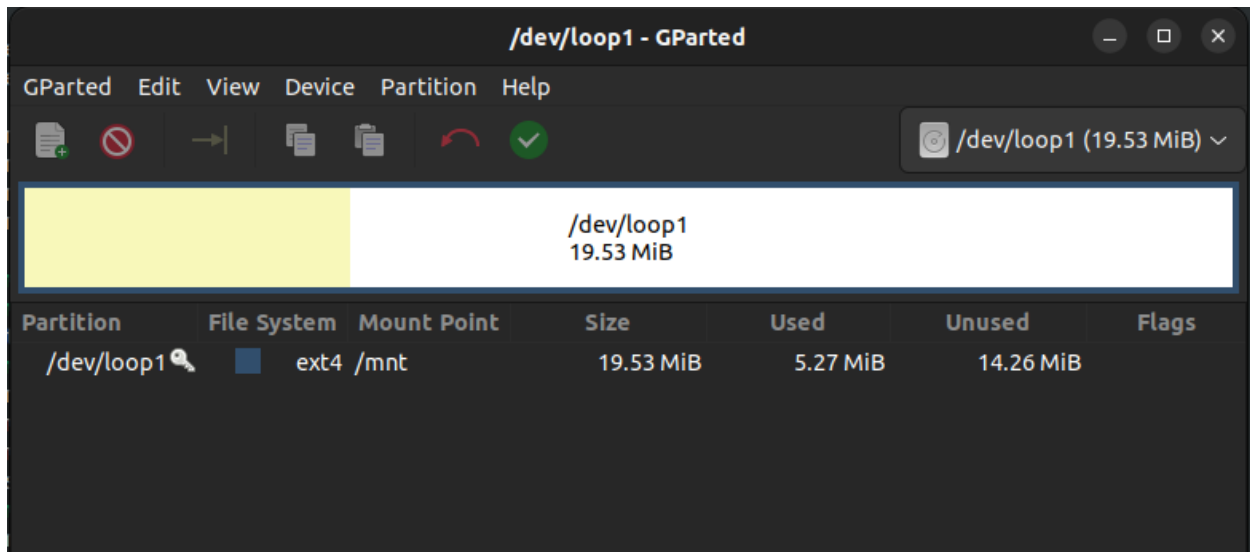 /dev/loop1 - GParted
GParted Edit View Device Partition Help
/dev/loop1 (19.53 MiB)
/dev/loop1
19.53 MiB
Partition File System Mount Point Size Used Unused Flags
/dev/loop1 ext4 /mnt 19.53 MiB 5.27 MiB 14.26 MiB